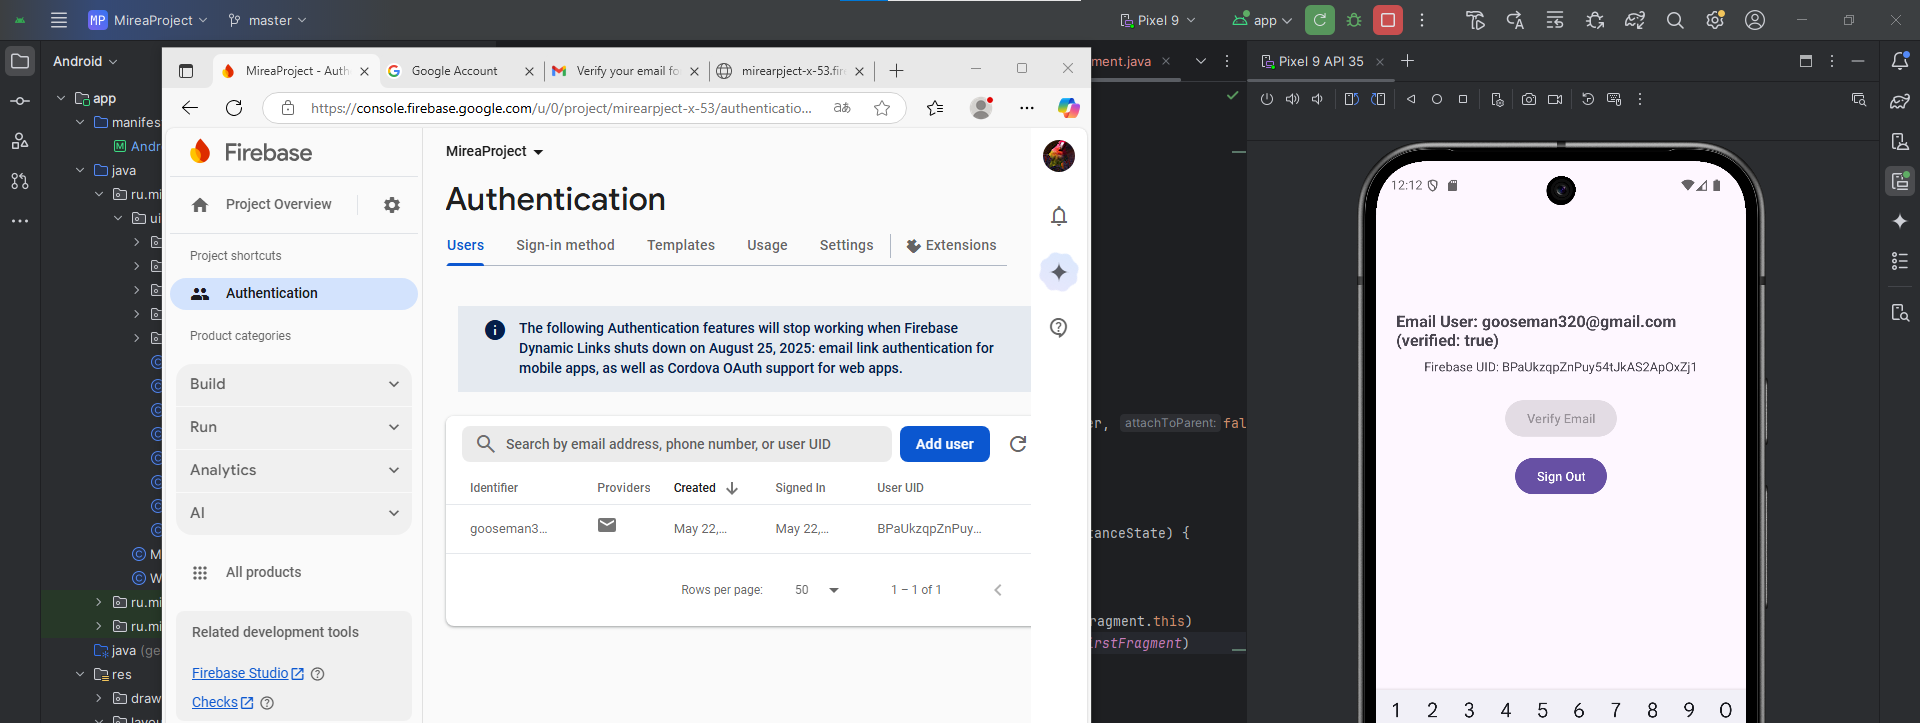 MP MireaProject master
Pixel 9 app
Android
app
manifes
Andr
java
ru.mi
ui
M
W
ru.mi
ru.mi
java (ge
res
draw
layou
MireaProject - Auth
Google Account
Verify your email fo
mirearpject-x-53.fire
https://console.firebase.google.com/u/0/project/mirearpject-x-53/authenticatio...
Firebase
Project Overview
Project shortcuts
Authentication
Product categories
Build
Run
Analytics
AI
All products
Related development tools
Firebase Studio
Checks
MireaProject
Authentication
Users Sign-in method Templates Usage Settings Extensions
The following Authentication features will stop working when Firebase
Dynamic Links shuts down on August 25, 2025: email link authentication for
mobile apps, as well as Cordova OAuth support for web apps.
Search by email address, phone number, or user UID
Add user
Identifier Providers Created Signed In User UID
gooseman3... May 22,... May 22,... BPaUkzqpZnPuy...
Rows per page: 50 1 – 1 of 1
ment.java
er, attachToParent: fal
anceState) {
ragment.this)
irstFragment)
Pixel 9 API 35
12:12
Email User: gooseman320@gmail.com
(verified: true)
Firebase UID: BPaUkzqpZnPuy54tJkAS2ApOxZj1
Verify Email
Sign Out
1 2 3 4 5 6 7 8 9 0